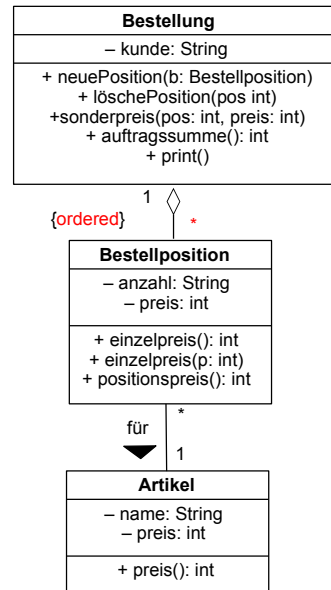 Bestellung
– kunde: String
+ neuePosition(b: Bestellposition)
+ löschePosition(pos int)
+sonderpreis(pos: int, preis: int)
+ auftragssumme(): int
+ print()
1
{ordered} *
Bestellposition
– anzahl: String
– preis: int
+ einzelpreis(): int
+ einzelpreis(p: int)
+ positionspreis(): int
*
für
1
Artikel
– name: String
– preis: int
+ preis(): int